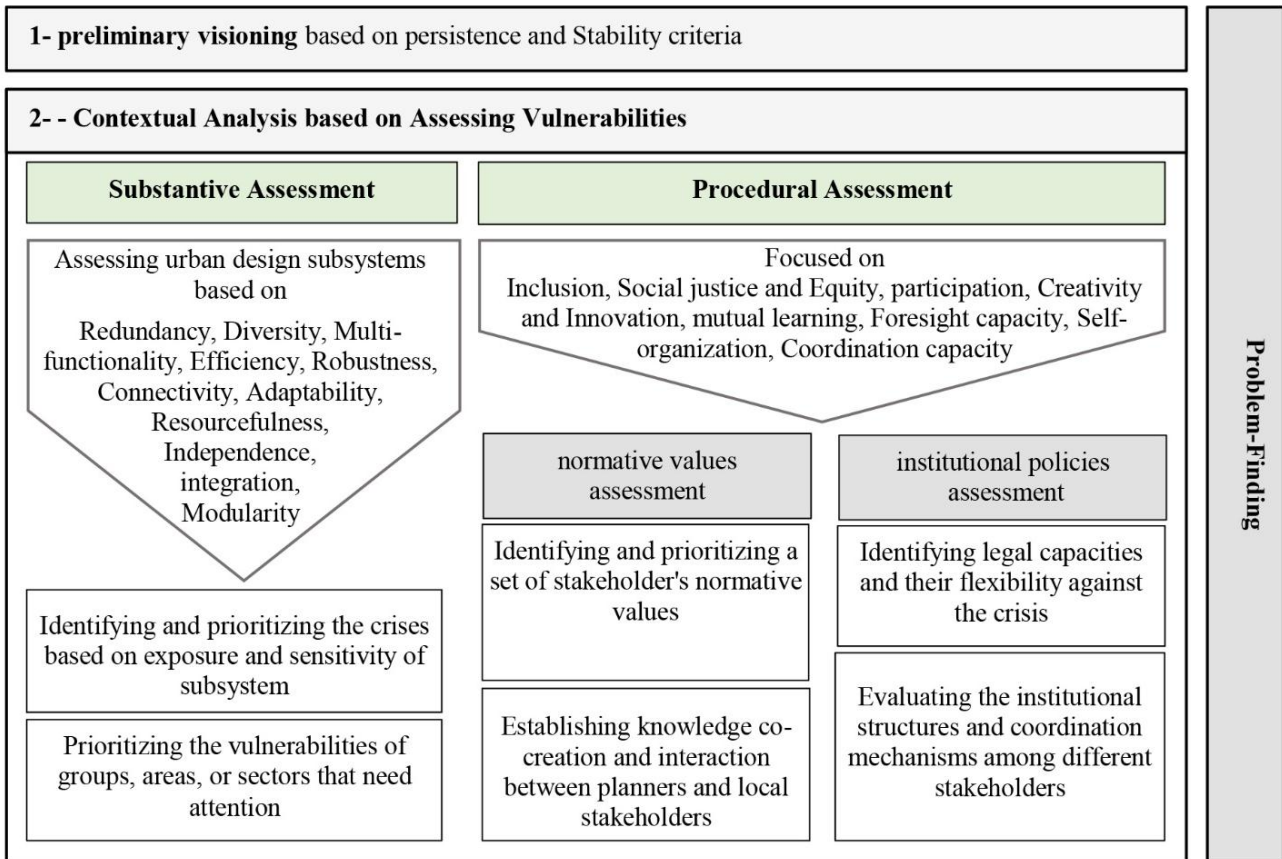 1- preliminary visioning based on persistence and Stability criteria
2- - Contextual Analysis based on Assessing Vulnerabilities
Substantive Assessment
Assessing urban design subsystems
based on
Redundancy, Diversity, Multi-
functionality, Efficiency, Robustness,
Connectivity, Adaptability,
Resourcefulness,
Independence,
integration,
Modularity
Identifying and prioritizing the crises
based on exposure and sensitivity of
subsystem
Prioritizing the vulnerabilities of
groups, areas, or sectors that need
attention
Procedural Assessment
Focused on
Inclusion, Social justice and Equity, participation, Creativity
and Innovation, mutual learning, Foresight capacity, Self-
organization, Coordination capacity
normative values
assessment
Identifying and prioritizing a
set of stakeholder's normative
values
Establishing knowledge co-
creation and interaction
between planners and local
stakeholders
institutional policies
assessment
Identifying legal capacities
and their flexibility against
the crisis
Evaluating the institutional
structures and coordination
mechanisms among different
stakeholders
Problem-Finding